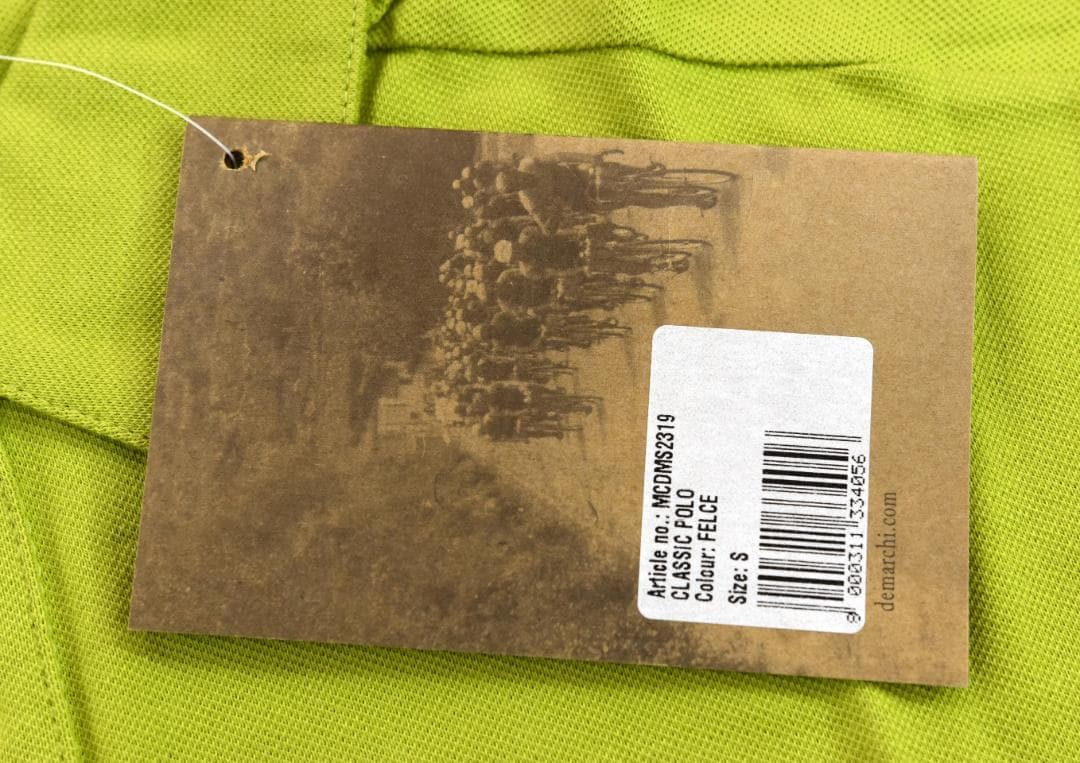 Article no.: MCDMS2319
CLASSIC POLO
Colour: FELCE
Size: S
8 000311 334056
demarchi.com